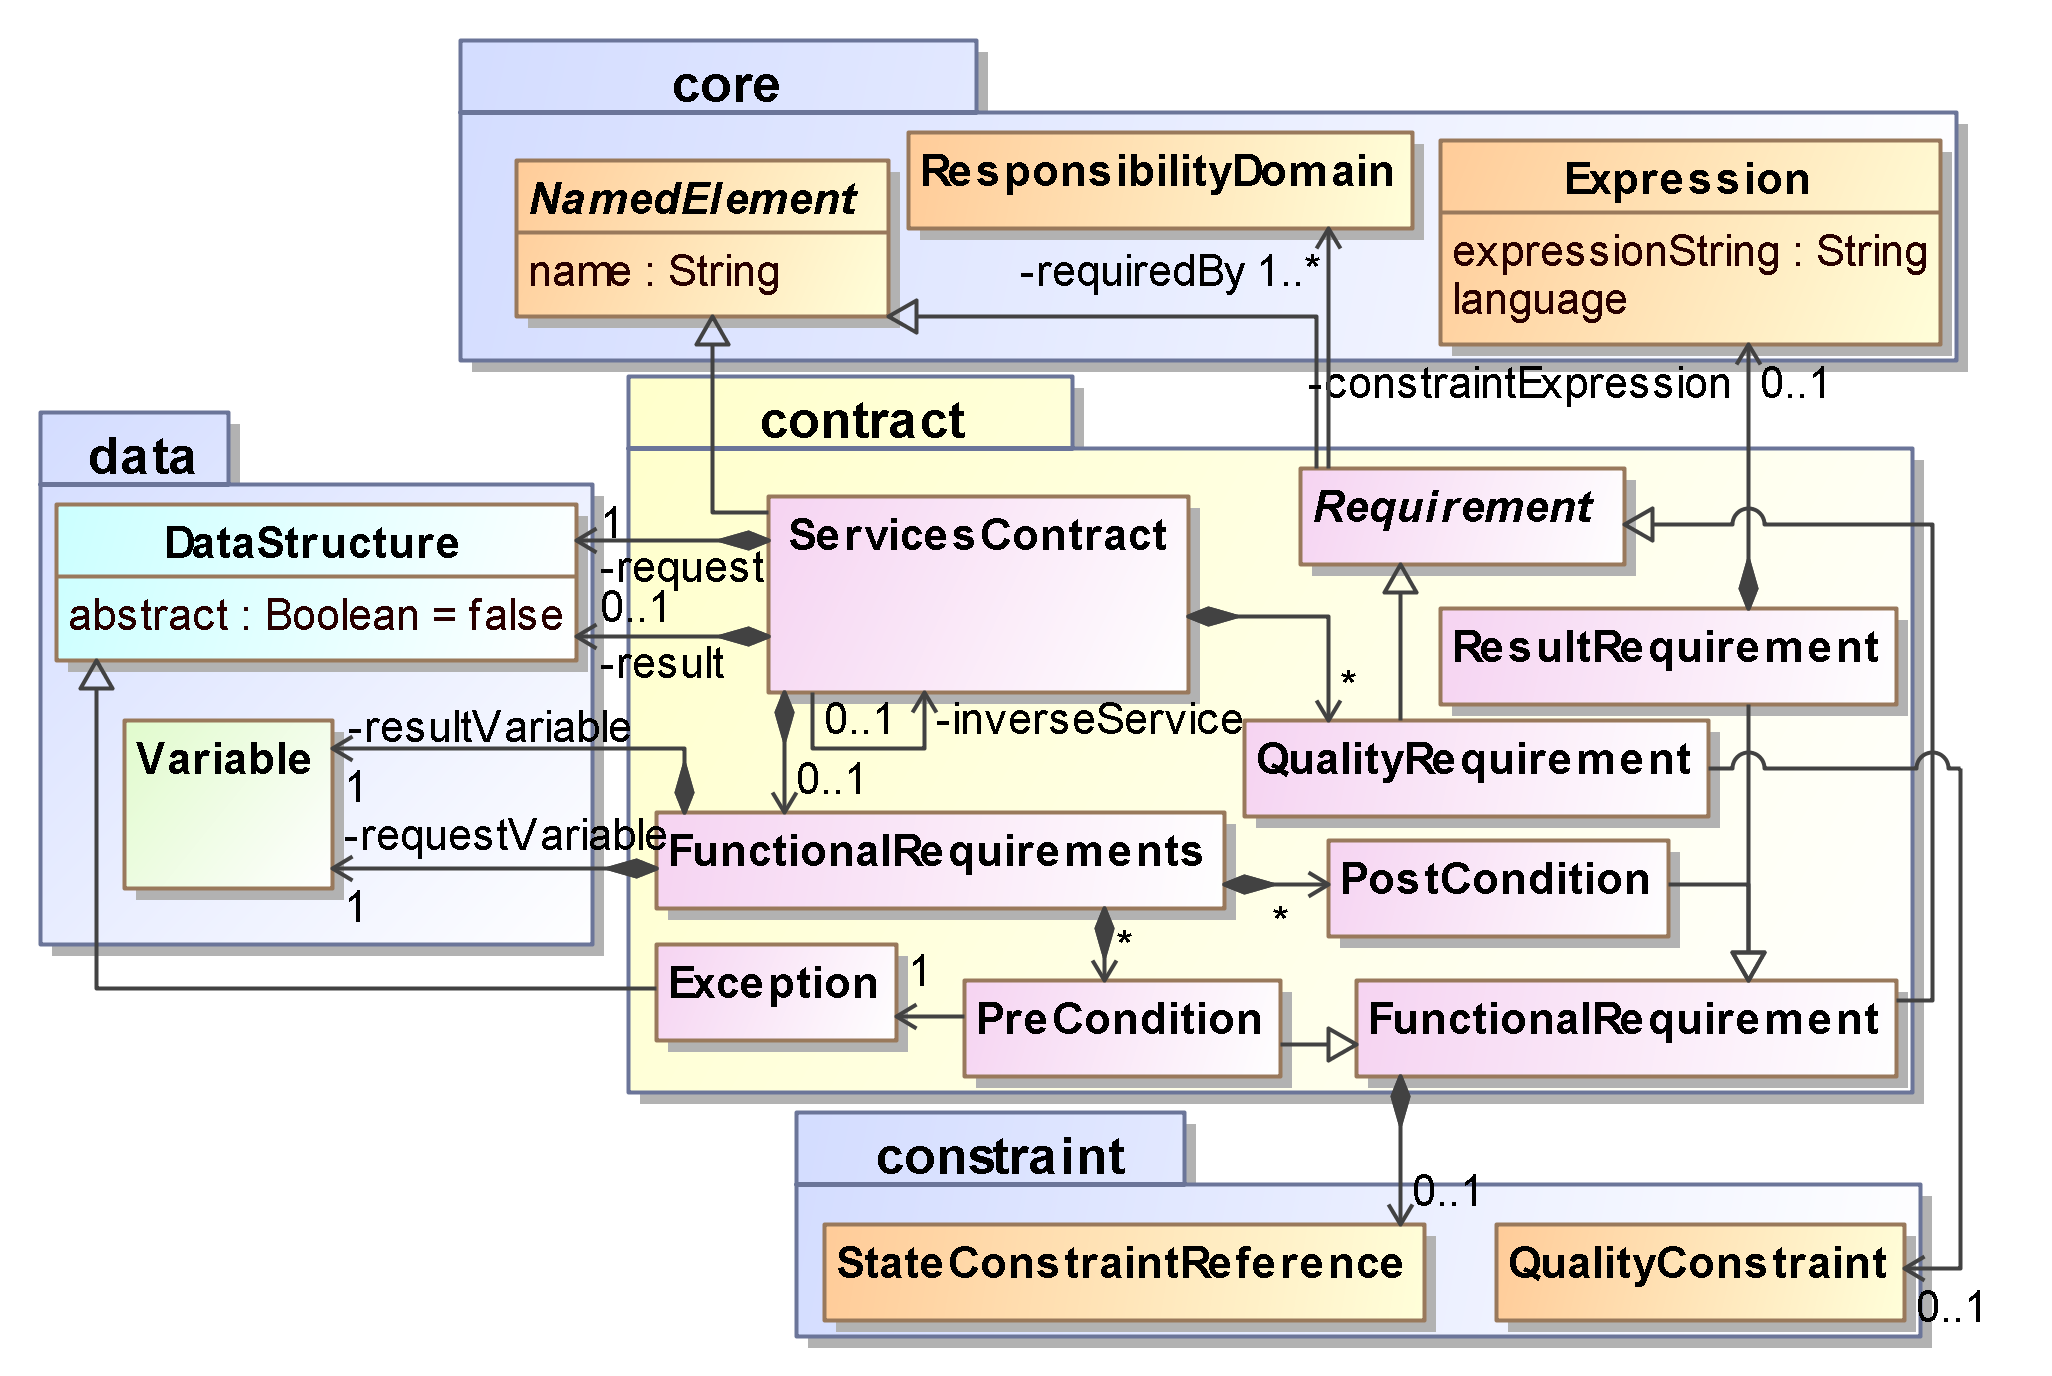 core
NamedElement
name : String
ResponsibilityDomain
Expression
expressionString : String
language
-requiredBy 1..*
-constraintExpression 0..1
contract
data
DataStructure
abstract : Boolean = false
1
-request
0..1
-result
ServicesContract
Requirement
ResultRequirement
*
0..1 -inverseService
0..1
QualityRequirement
Variable
-resultVariable
1
-requestVariable
1
FunctionalRequirements
*
PostCondition
*
Exception
1
PreCondition
FunctionalRequirement
constraint
0..1
StateConstraintReference
QualityConstraint
0..1